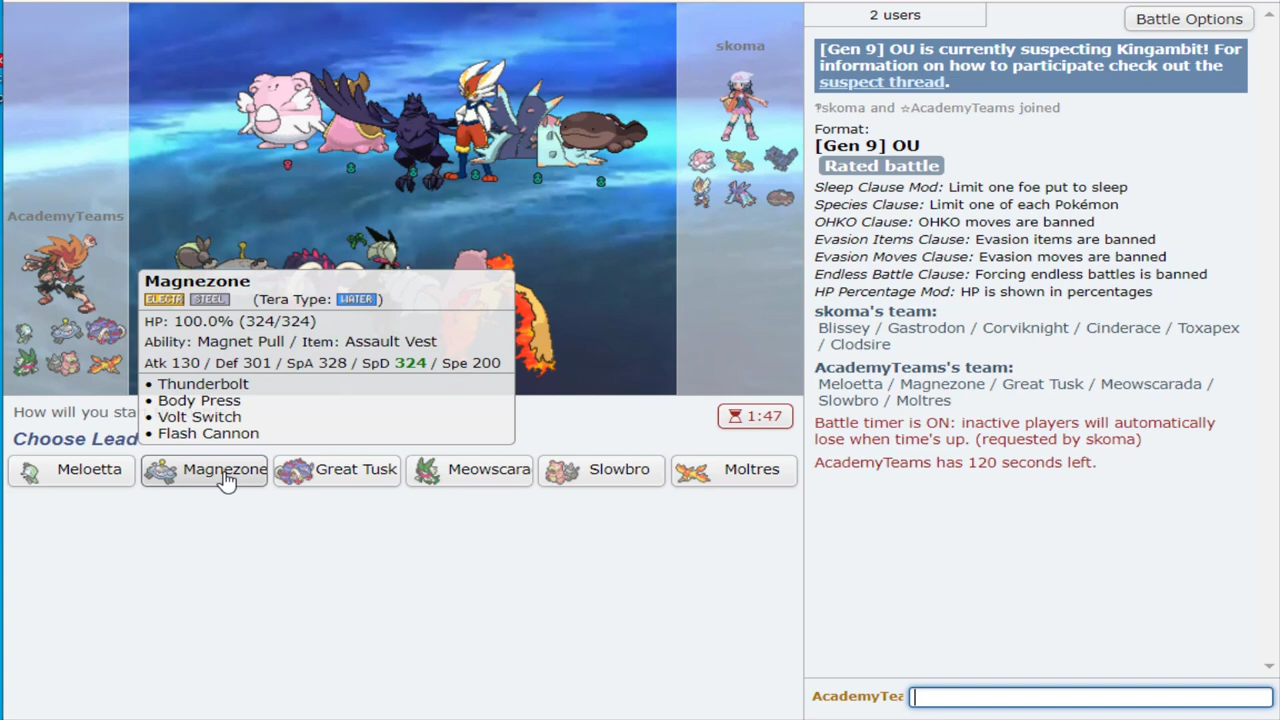 2 users
Battle Options
skoma
[Gen 9] OU is currently suspecting Kingambit! For
information on how to participate check out the
suspect thread.
‽skoma and ☆AcademyTeams joined
Format:
[Gen 9] OU
Rated battle
Sleep Clause Mod: Limit one foe put to sleep
Species Clause: Limit one of each Pokémon
OHKO Clause: OHKO moves are banned
Evasion Items Clause: Evasion items are banned
Evasion Moves Clause: Evasion moves are banned
Endless Battle Clause: Forcing endless battles is banned
HP Percentage Mod: HP is shown in percentages
skoma's team:
Blissey / Gastrodon / Corviknight / Cinderace / Toxapex
/ Clodsire
AcademyTeams's team:
Meloetta / Magnezone / Great Tusk / Meowscarada /
Slowbro / Moltres
Battle timer is ON: inactive players will automatically
lose when time's up. (requested by skoma)
AcademyTeams has 120 seconds left.
AcademyTeams
Magnezone
ELECTR STEEL (Tera Type: WATER)
HP: 100.0% (324/324)
Ability: Magnet Pull / Item: Assault Vest
Atk 130 / Def 301 / SpA 328 / SpD 324 / Spe 200
• Thunderbolt
• Body Press
• Volt Switch
• Flash Cannon
How will you sta
1:47
Choose Lead
Meloetta
Magnezone
Great Tusk
Meowscara
Slowbro
Moltres
AcademyTea